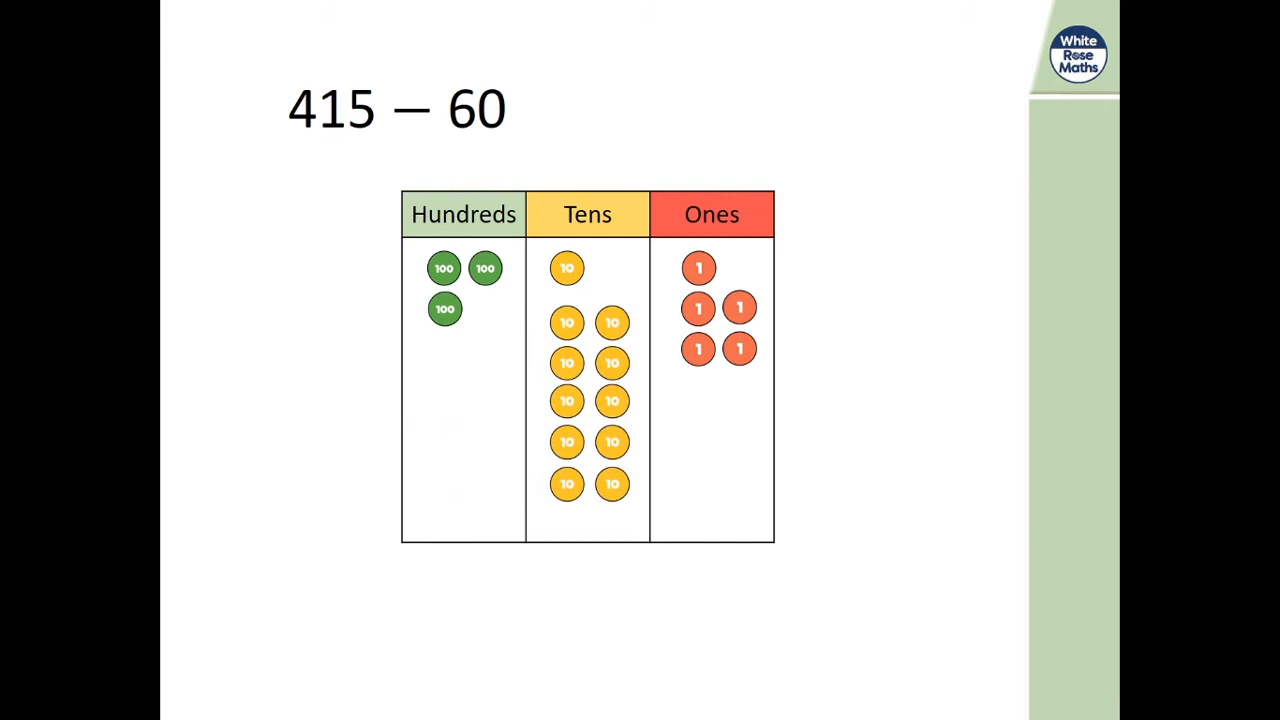 White
Rose
Maths
415 – 60
Hundreds Tens Ones
100 100 10 1
100 10 10 1 1
10 10 1 1
10 10
10 10
10 10